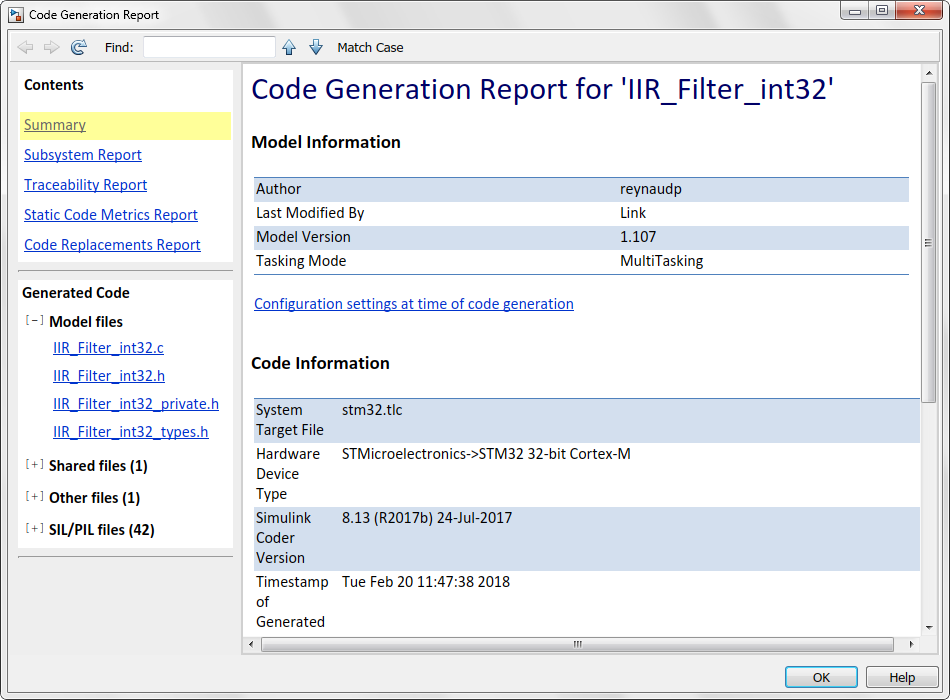 Code Generation Report
Find:
Match Case
Contents
Summary
Subsystem Report
Traceability Report
Static Code Metrics Report
Code Replacements Report
Generated Code
[-] Model files
IIR_Filter_int32.c
IIR_Filter_int32.h
IIR_Filter_int32_private.h
IIR_Filter_int32_types.h
[+] Shared files (1)
[+] Other files (1)
[+] SIL/PIL files (42)
Code Generation Report for 'IIR_Filter_int32'
Model Information
Author reynaudp
Last Modified By Link
Model Version 1.107
Tasking Mode MultiTasking
Configuration settings at time of code generation
Code Information
System stm32.tlc
Target File
Hardware STMicroelectronics->STM32 32-bit Cortex-M
Device
Type
Simulink 8.13 (R2017b) 24-Jul-2017
Coder
Version
Timestamp Tue Feb 20 11:47:38 2018
of
Generated
OK
Help